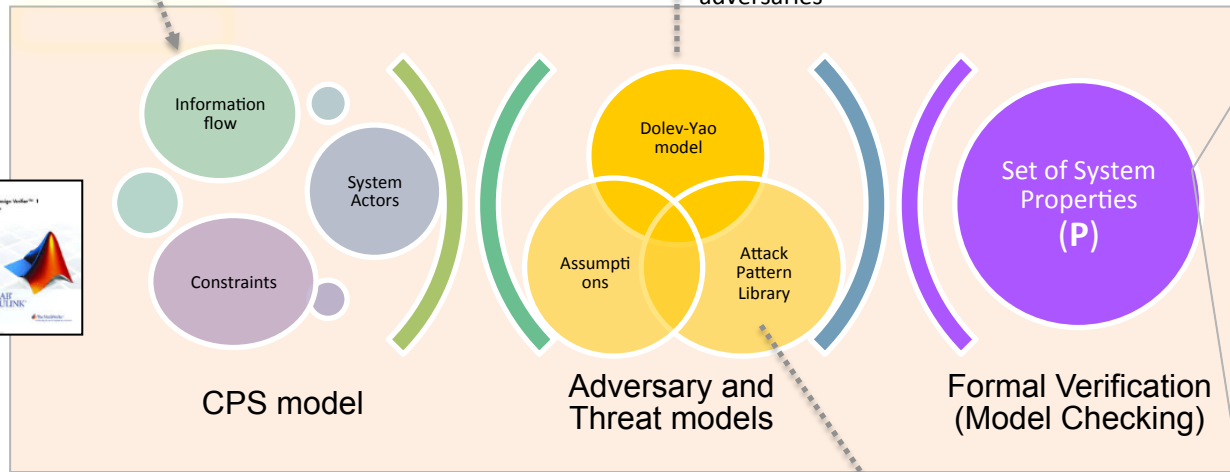 adversaries
Information
flow
System
Actors
Constraints
CPS model
Dolev-Yao
model
Assumpti
ons
Attack
Pattern
Library
Adversary and
Threat models
Set of System
Properties
(P)
Formal Verification
(Model Checking)